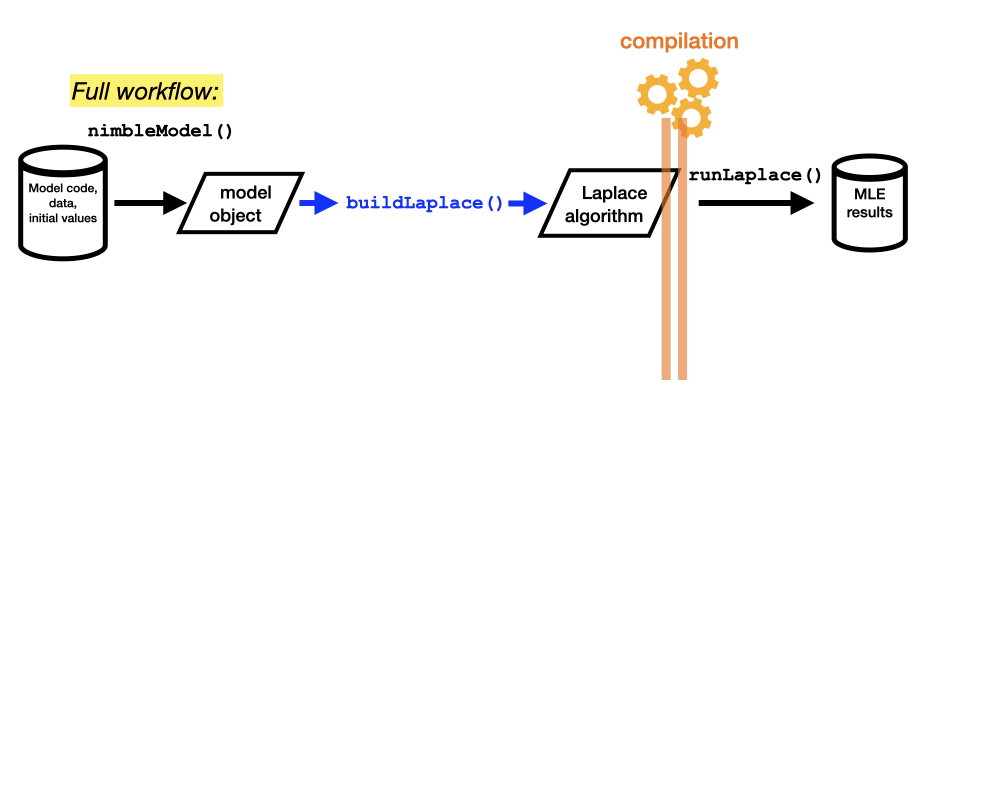 compilation
Full workflow:
nimbleModel()
Model code,
data,
initial values
model
object
buildLaplace()
Laplace
algorithm
runLaplace()
MLE
results